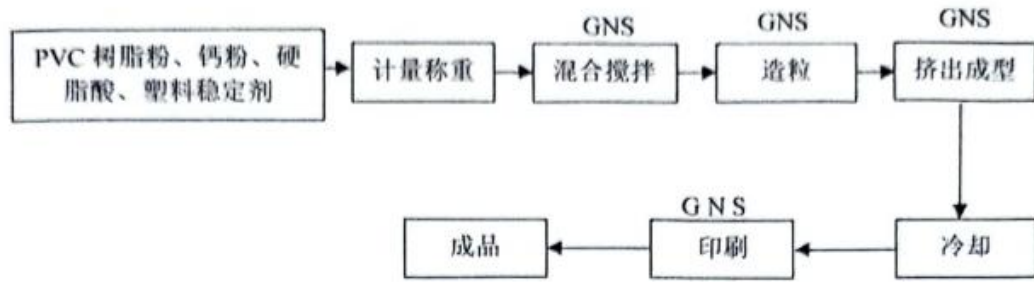 GNS
GNS
GNS
PVC 树脂粉、钙粉、硬
脂酸、塑料稳定剂
计量称重
混合搅拌
造粒
挤出成型
GNS
成品
印刷
冷却